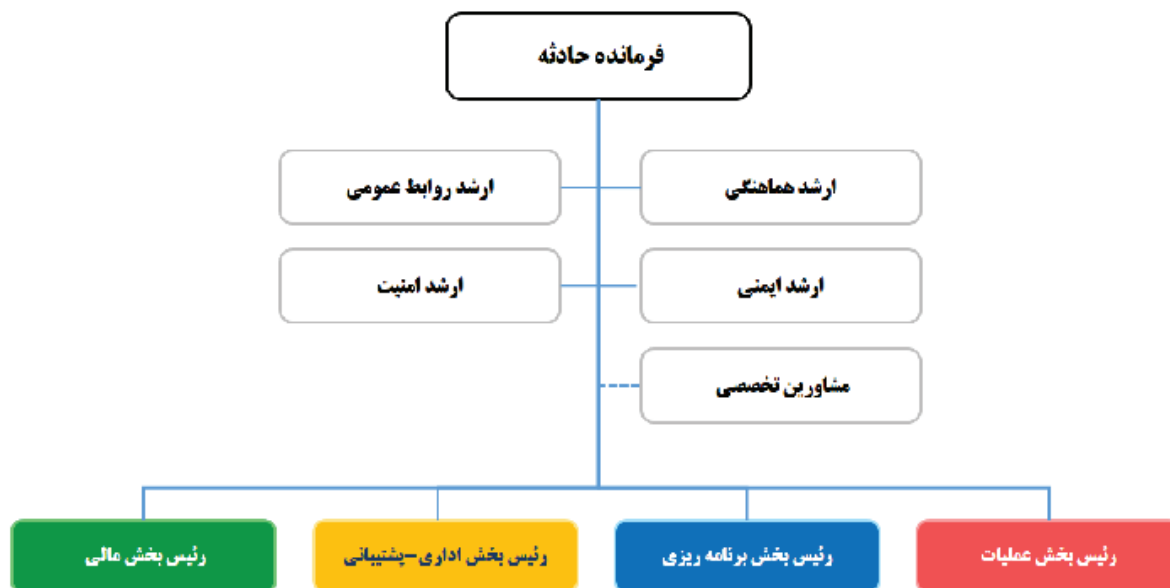 فرمانده حادثه
ارشد هماهنگی
ارشد روابط عمومی
ارشد ایمنی
ارشد امنیت
مشاورین تخصصی
رئیس بخش عملیات
رئیس بخش برنامه ریزی
رئیس بخش اداری-پشتیبانی
رئیس بخش مالی